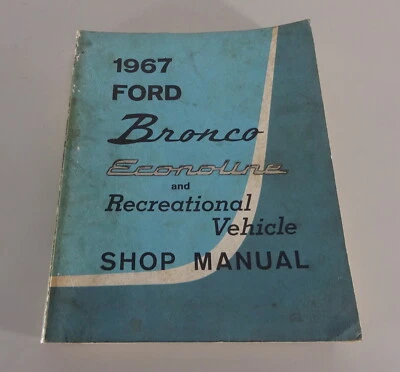 1967
FORD
Bronco
Econoline
and
Recreational
Vehicle
SHOP MANUAL